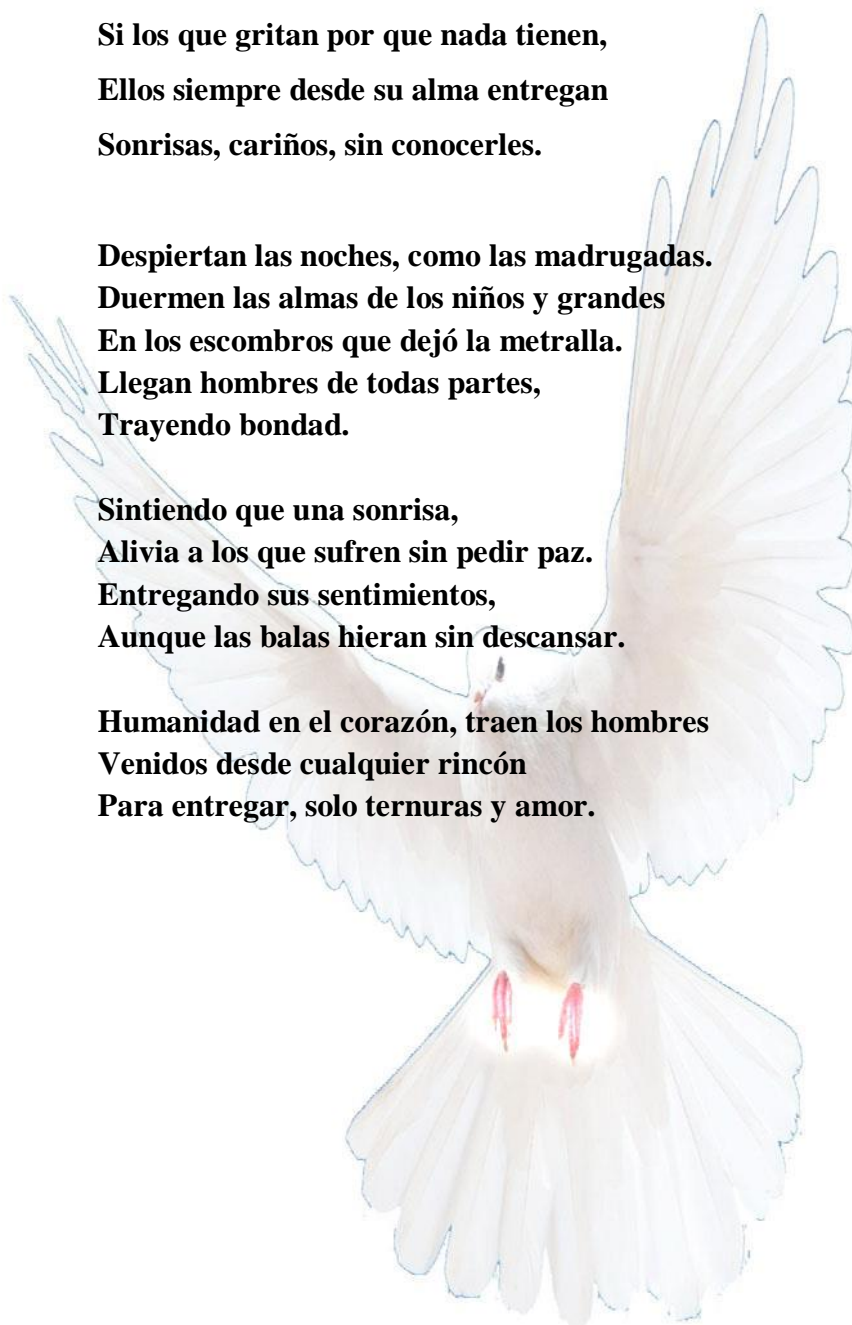 Si los que gritan por que nada tienen,
Ellos siempre desde su alma entregan
Sonrisas, cariños, sin conocerles.
Despiertan las noches, como las madrugadas.
Duermen las almas de los niños y grandes
En los escombros que dejó la metralla.
Llegan hombres de todas partes,
Trayendo bondad.
Sintiendo que una sonrisa,
Alivia a los que sufren sin pedir paz.
Entregando sus sentimientos,
Aunque las balas hieran sin descansar.
Humanidad en el corazón, traen los hombres
Venidos desde cualquier rincón
Para entregar, solo ternuras y amor.